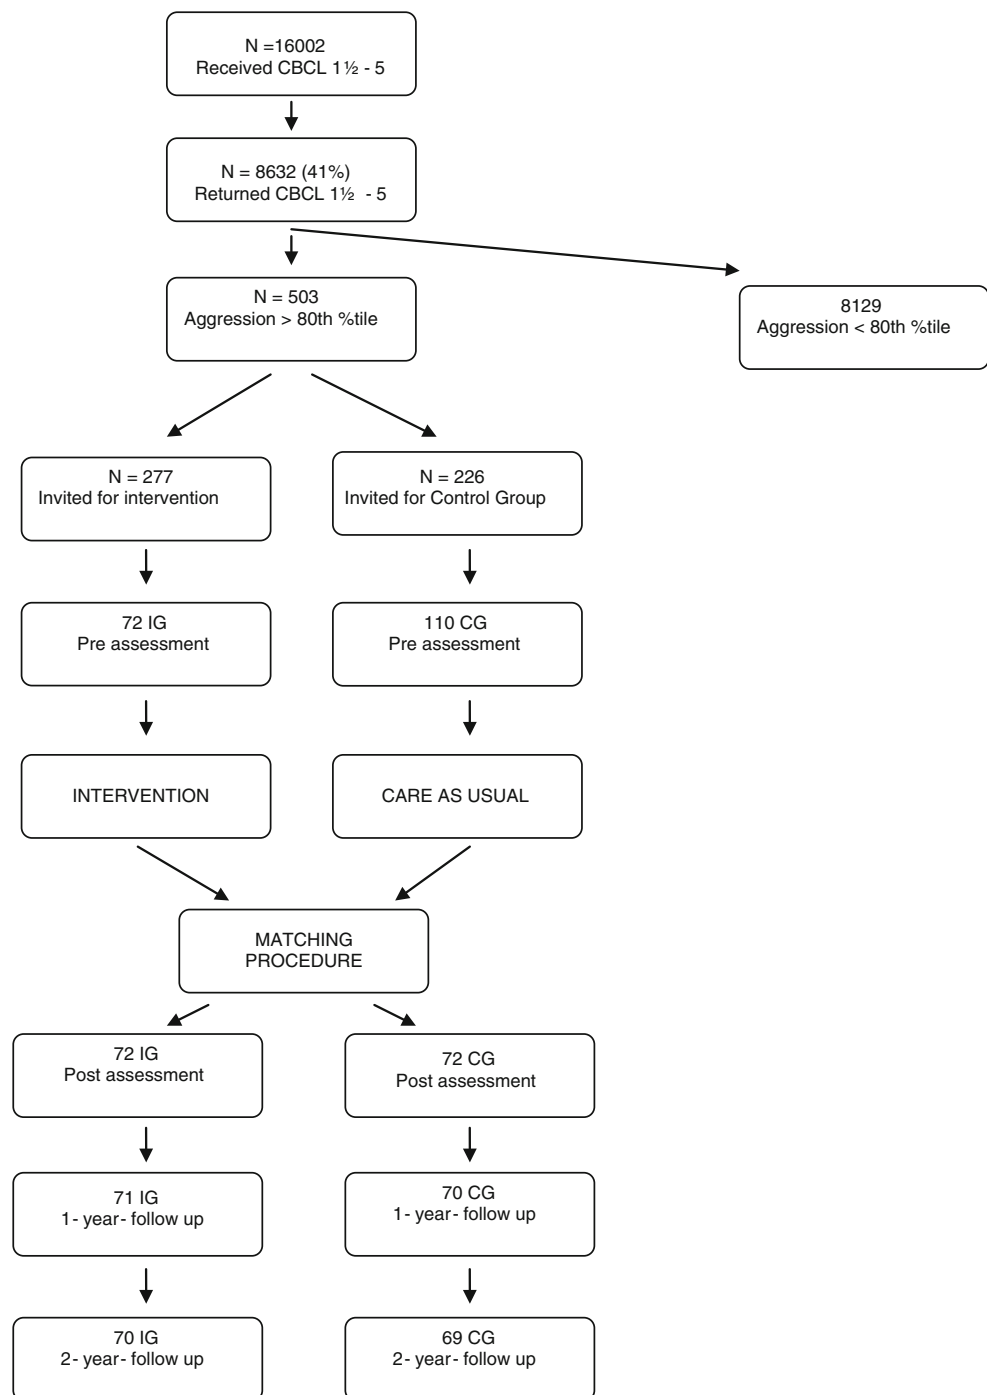 N =16002
Received CBCL 1½ - 5
N = 8632 (41%)
Returned CBCL 1½ - 5
N = 503
Aggression > 80th %tile
8129
Aggression < 80th %tile
N = 277
Invited for intervention
N = 226
Invited for Control Group
72 IG
Pre assessment
110 CG
Pre assessment
INTERVENTION
CARE AS USUAL
MATCHING
PROCEDURE
72 IG
Post assessment
72 CG
Post assessment
71 IG
1- year- follow up
70 CG
1- year- follow up
70 IG
2- year- follow up
69 CG
2- year- follow up